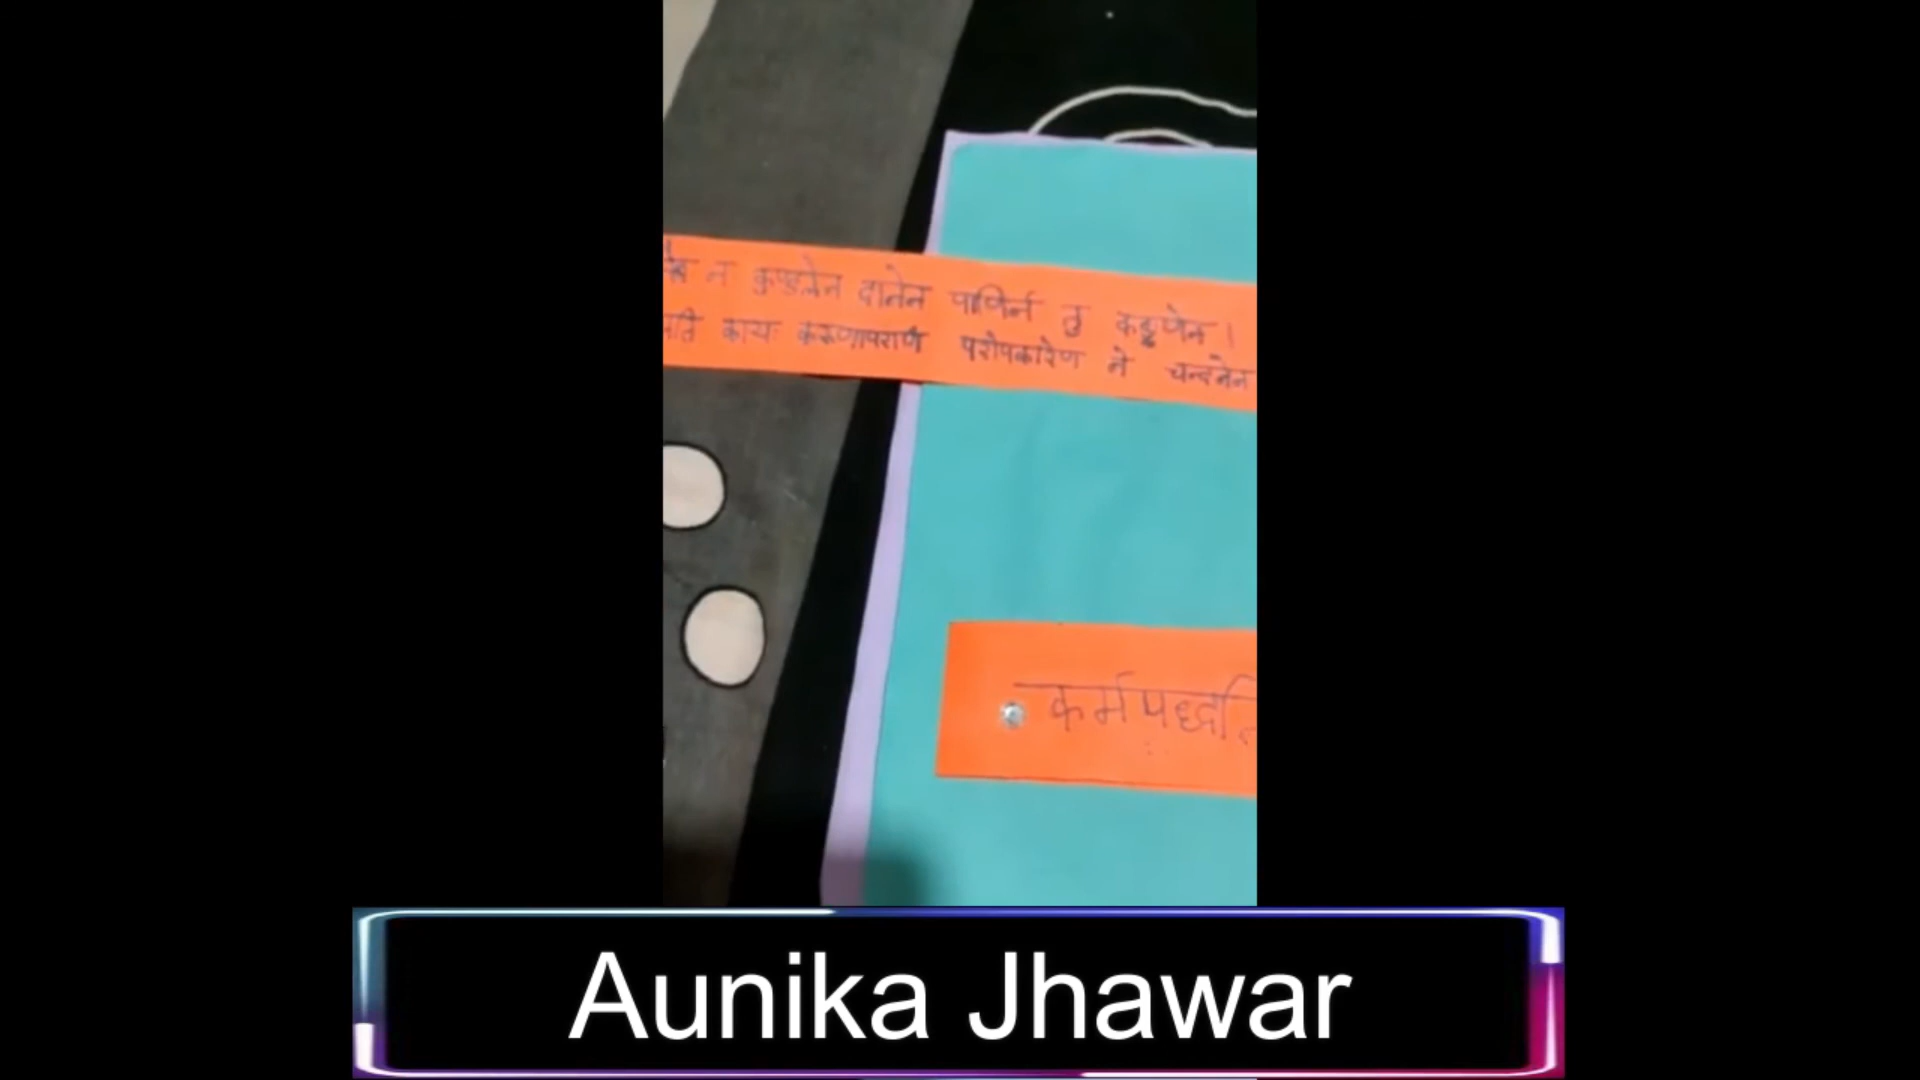 न कुण्डलेन दानेन पाणिर्न तु कङ्कणेन।
कायः करुणापराणं परोपकारेण न चन्दनेन
कर्मपद्धति
Aunika Jhawar